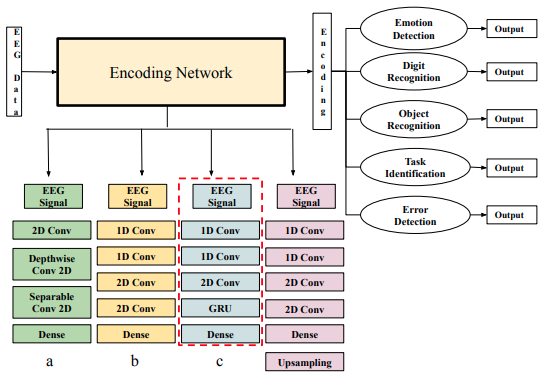 EEG Data
Encoding Network
Encoding
Emotion
Detection
Output
Digit
Recognition
Output
Object
Recognition
Output
Task
Identification
Output
Error
Detection
Output
EEG
Signal
2D Conv
Depthwise
Conv 2D
Separable
Conv 2D
Dense
a
EEG
Signal
1D Conv
1D Conv
2D Conv
2D Conv
Dense
b
EEG
Signal
1D Conv
1D Conv
2D Conv
GRU
Dense
c
EEG
Signal
1D Conv
1D Conv
2D Conv
2D Conv
Dense
Upsampling